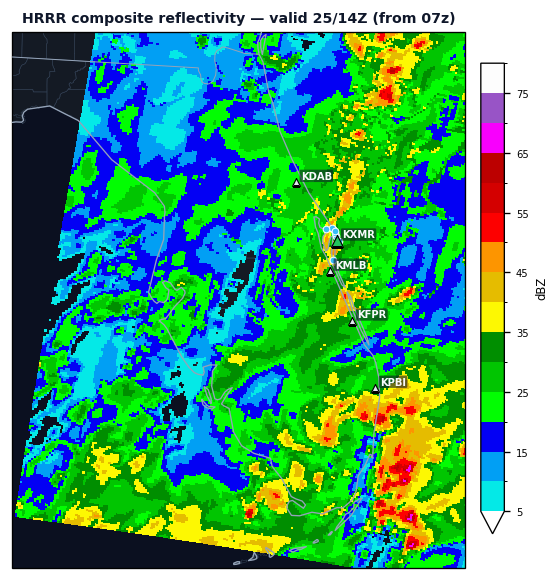 HRRR composite reflectivity — valid 25/14Z (from 07z)
KDAB
KXMR
KMLB
KFPR
KPBI
75
65
55
45
35
25
15
5
dBZ